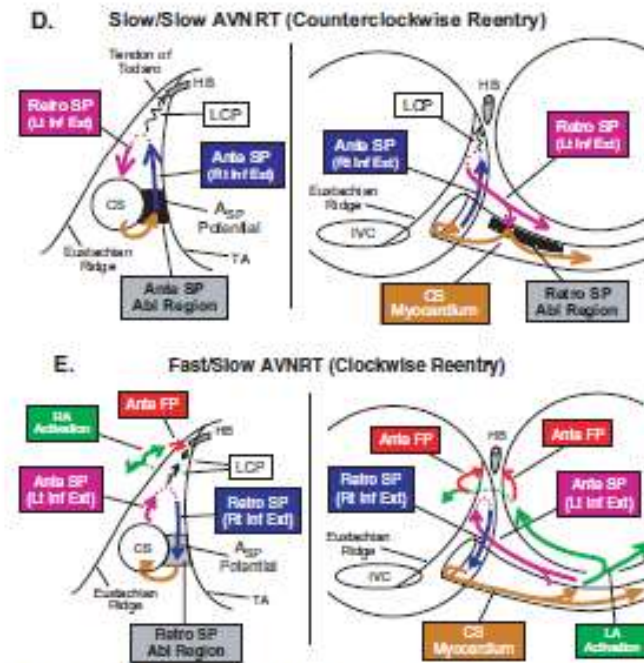 D.
Slow/Slow AVNRT (Counterclockwise Reentry)
Tendon of
Todaro
HB
Retro SP
(Lt Inf Ext)
LCP
Ante SP
(Rt Inf Ext)
CS
ASP
Potential
Eustachian
Ridge
TA
Ante SP
Abl Region
HB
LCP
Ante SP
(Rt Inf Ext)
Retro SP
(Lt Inf Ext)
Eustachian
Ridge
IVC
CS
Myocardium
Retro SP
Abl Region
E.
Fast/Slow AVNRT (Clockwise Reentry)
RA
Activation
Ante FP
HB
LCP
Ante SP
(Lt Inf Ext)
Retro SP
(Rt Inf Ext)
CS
ASP
Potential
Eustachian
Ridge
TA
Retro SP
Abl Region
Ante FP
HB
Ante FP
Retro SP
(Rt Inf Ext)
Ante SP
(Lt Inf Ext)
Eustachian
Ridge
IVC
CS
Myocardium
LA
Activation